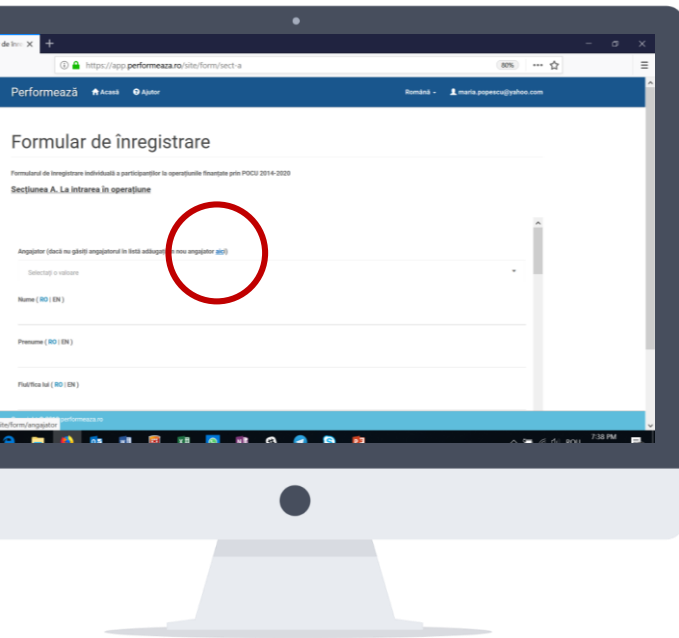 de înre
https://app.performeaza.ro/site/form/sect-a
80%
Performează Acasă Ajutor Română maria.popescu@yahoo.com
Formular de înregistrare
Formularul de înregistrare individuală a participanților la operațiunile finanțate prin POCU 2014-2020
Secțiunea A. La intrarea în operațiune
Angajator (dacă nu găsiți angajatorul în listă adăugați un nou angajator aici)
Selectați o valoare
Nume ( RO | EN )
Prenume ( RO | EN )
Fiul/fiica lui ( RO | EN )
performeaza.ro
site/form/angajator
ROU 7:38 PM